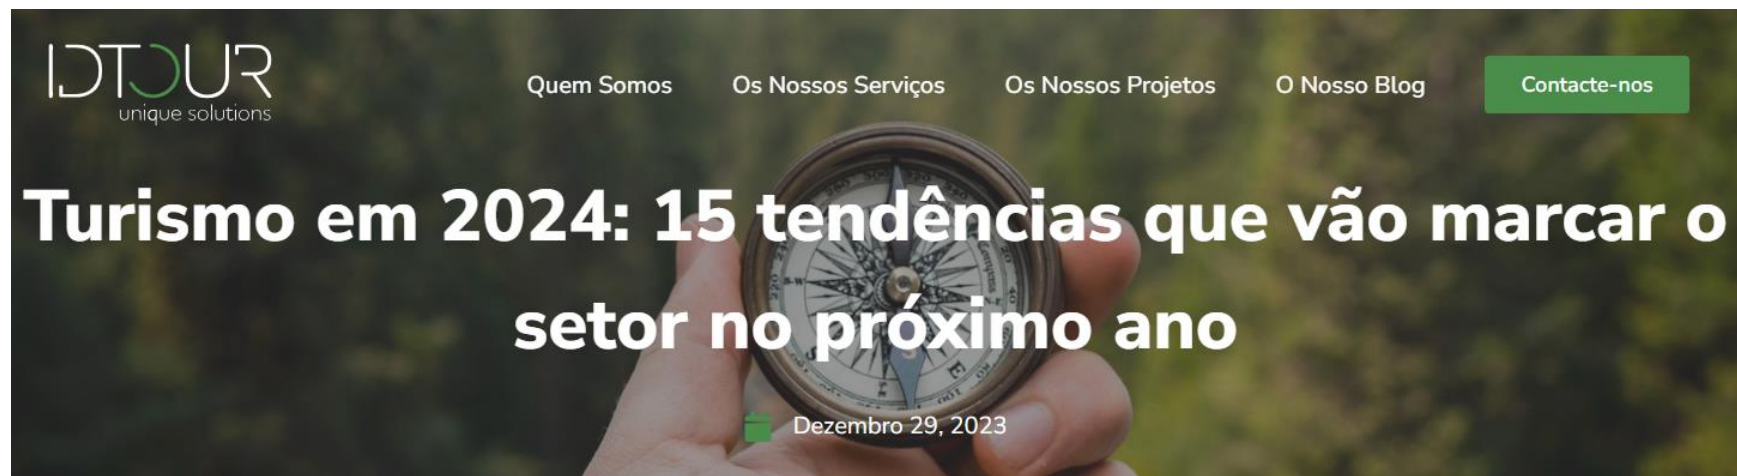 IDTOUR
unique solutions
Quem Somos
Os Nossos Serviços
Os Nossos Projetos
O Nosso Blog
Contacte-nos
Turismo em 2024: 15 tendências que vão marcar o
setor no próximo ano
Dezembro 29, 2023